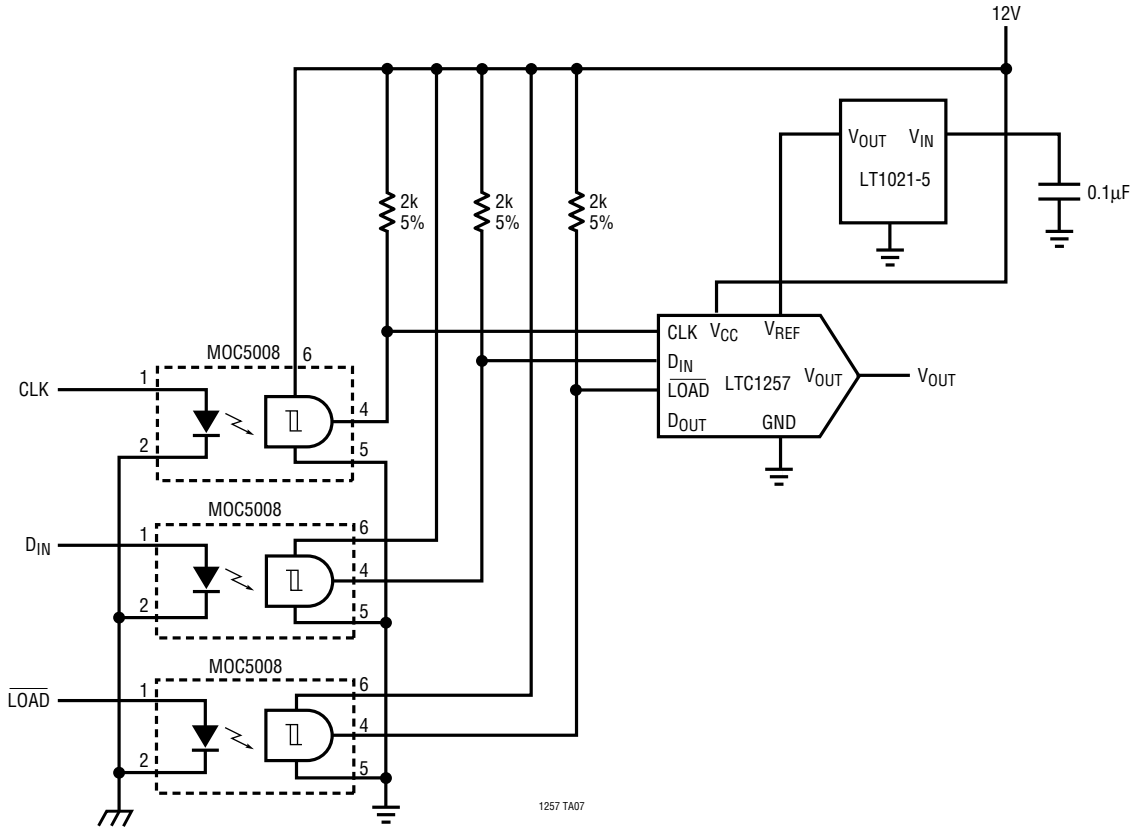 12V
VOUT VIN
LT1021-5
0.1µF
2k
5%
2k
5%
2k
5%
CLK VCC VREF
DIN
LTC1257 VOUT
LOAD
DOUT GND
VOUT
MOC5008
6
1
CLK
4
2
5
MOC5008
1
6
DIN
4
2
5
MOC5008
1
6
LOAD
4
2
5
1257 TA07